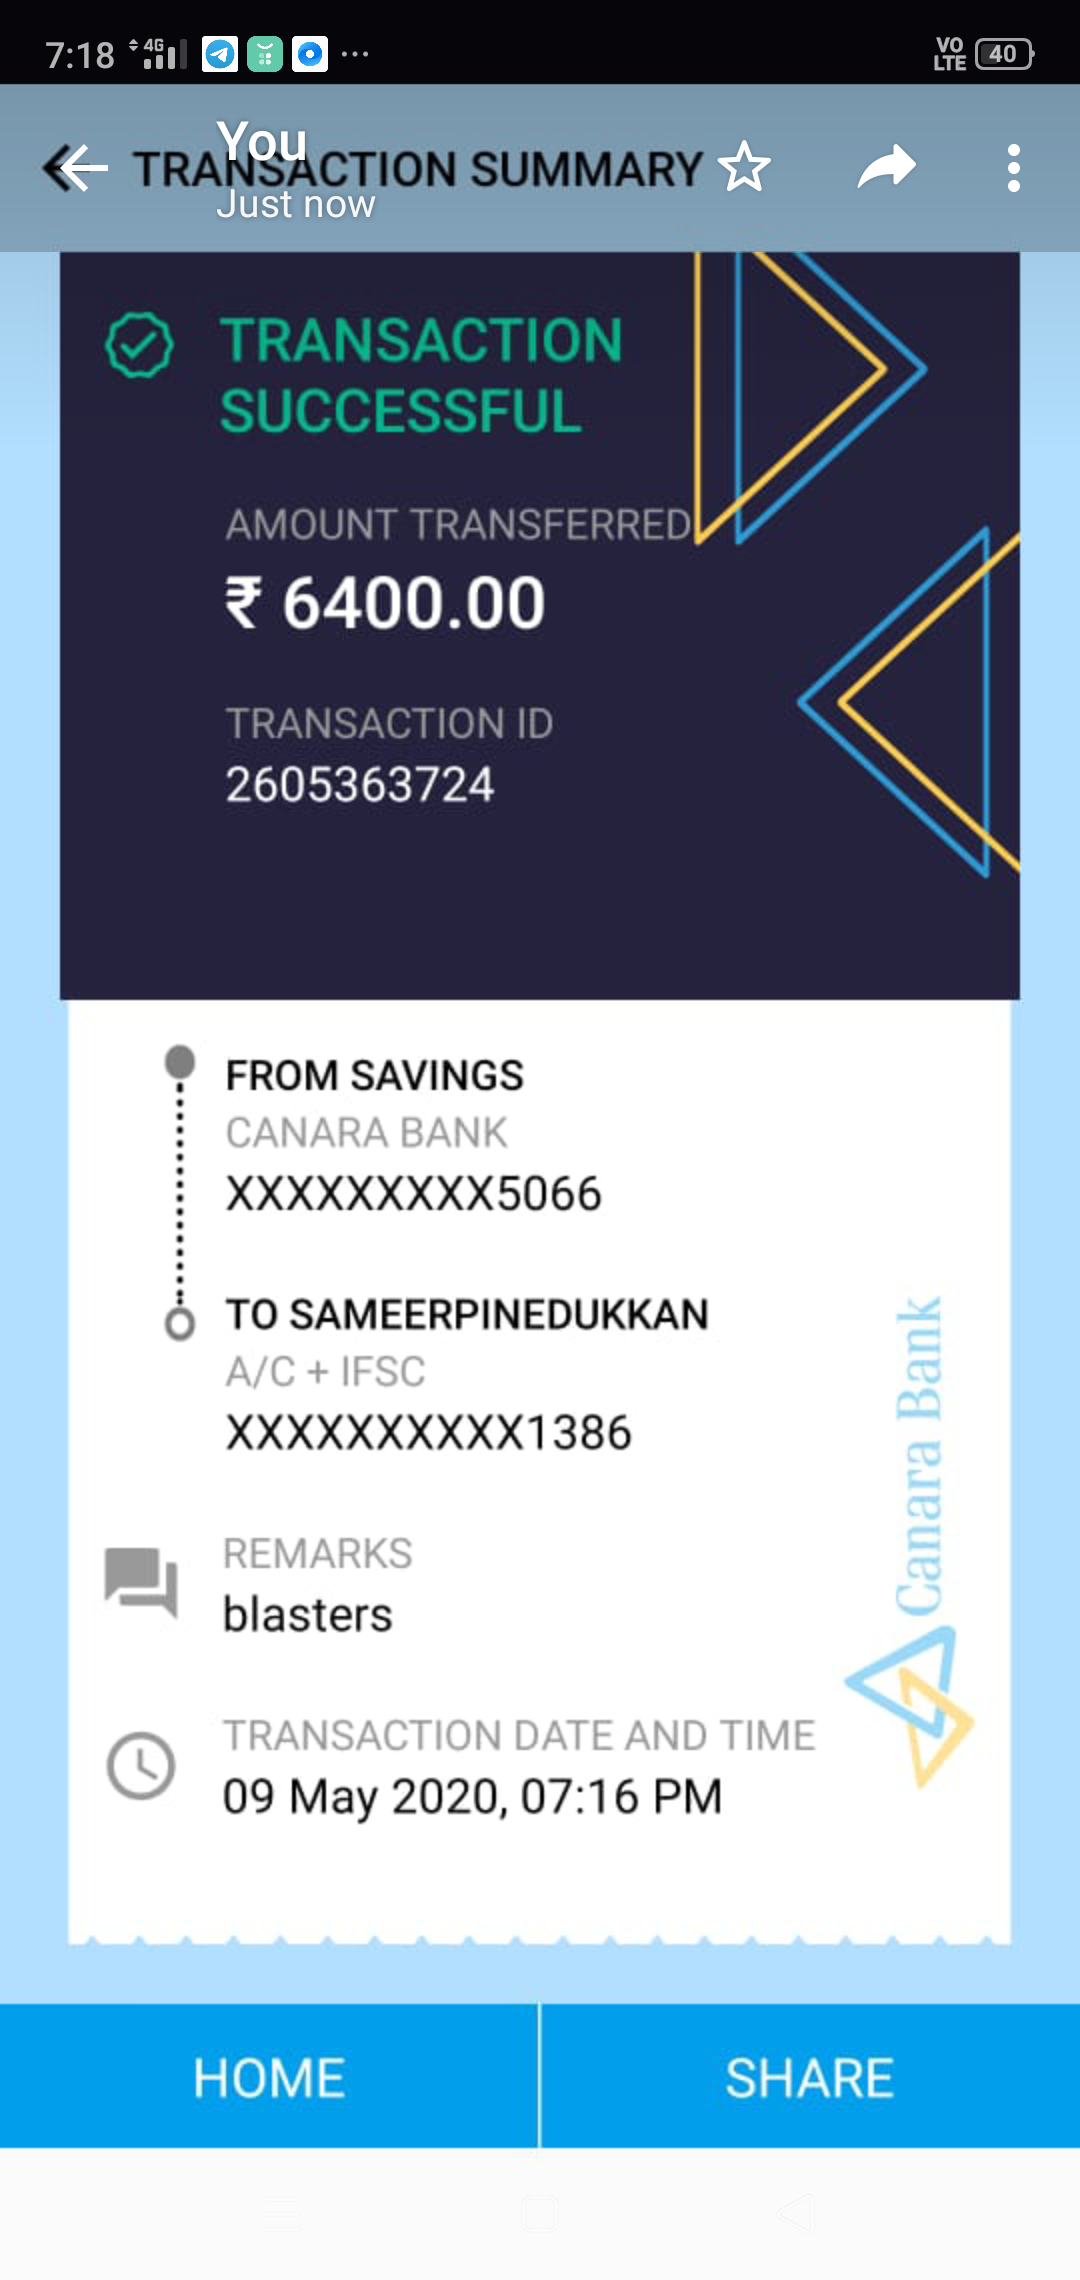 7:18 4G VO LTE 40
You
TRANSACTION SUMMARY
Just now
TRANSACTION
SUCCESSFUL
AMOUNT TRANSFERRED
₹ 6400.00
TRANSACTION ID
2605363724
FROM SAVINGS
CANARA BANK
XXXXXXXXX5066
TO SAMEERPINEDUKKAN
A/C + IFSC
XXXXXXXXXX1386
Canara Bank
REMARKS
blasters
TRANSACTION DATE AND TIME
09 May 2020, 07:16 PM
HOME
SHARE